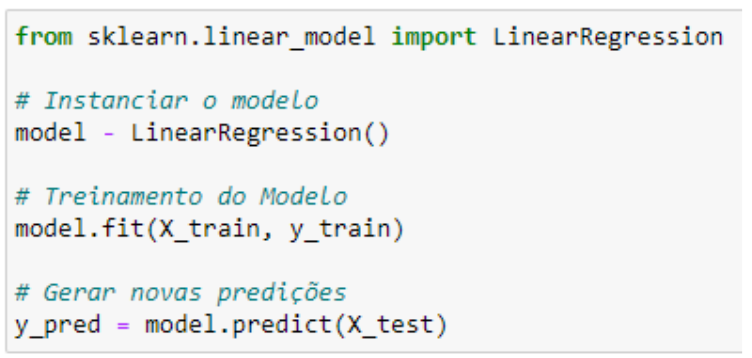 from sklearn.linear_model import LinearRegression
# Instanciar o modelo
model - LinearRegression()
# Treinamento do Modelo
model.fit(X_train, y_train)
# Gerar novas predições
y_pred = model.predict(X_test)